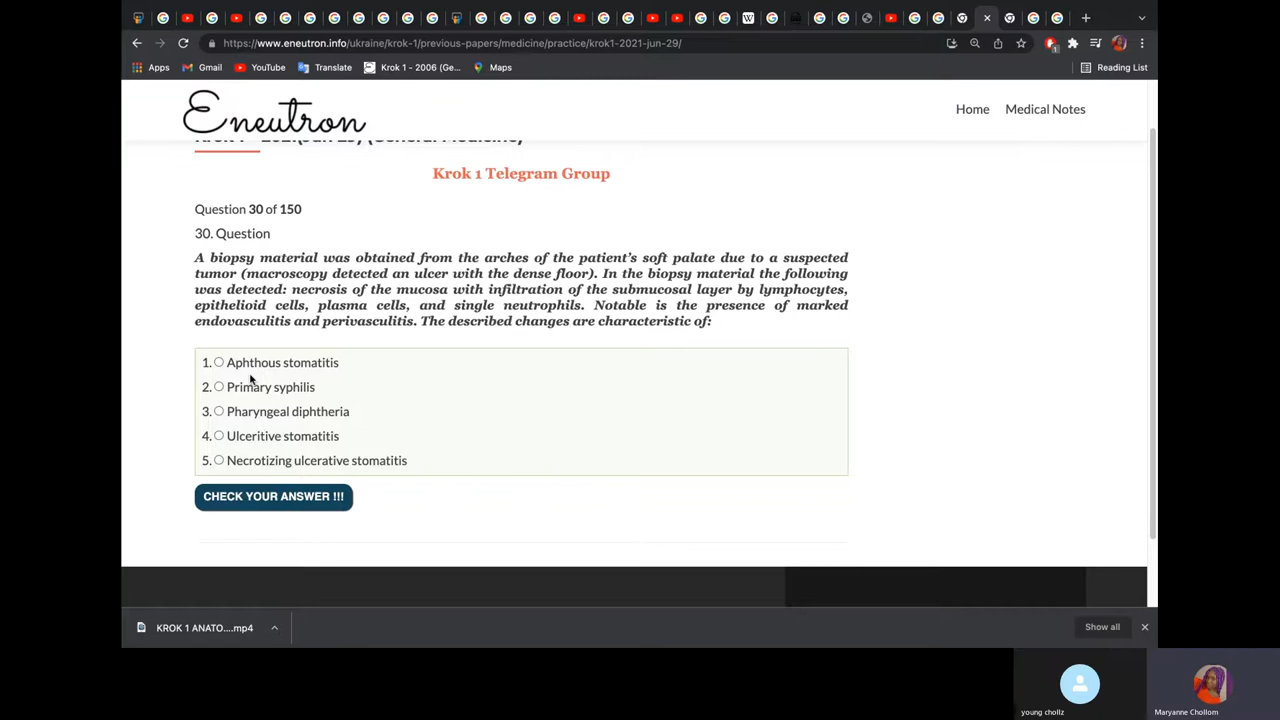 https://www.eneutron.info/ukraine/krok-1/previous-papers/medicine/practice/krok1-2021-jun-29/
Apps Gmail YouTube Translate Krok 1 - 2006 (Ge... Maps Reading List
Eneutron
Home Medical Notes
Krok 1 Telegram Group
Question 30 of 150
30. Question
A biopsy material was obtained from the arches of the patient's soft palate due to a suspected
tumor (macroscopy detected an ulcer with the dense floor). In the biopsy material the following
was detected: necrosis of the mucosa with infiltration of the submucosal layer by lymphocytes,
epithelioid cells, plasma cells, and single neutrophils. Notable is the presence of marked
endovasculitis and perivasculitis. The described changes are characteristic of:
1. Aphthous stomatitis
2. Primary syphilis
3. Pharyngeal diphtheria
4. Ulceritive stomatitis
5. Necrotizing ulcerative stomatitis
CHECK YOUR ANSWER !!!
KROK 1 ANATO....mp4
Show all
young chollz
Maryanne Chollom